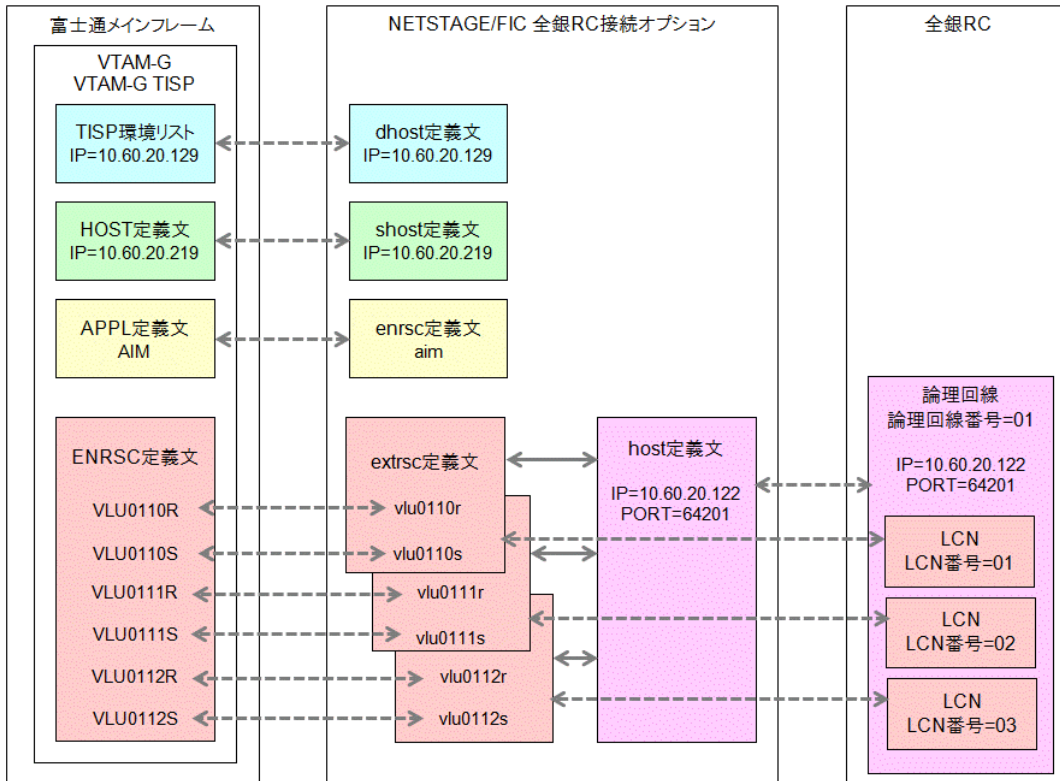 富士通メインフレーム
VTAM-G
VTAM-G TISP
TISP環境リスト
IP=10.60.20.129
HOST定義文
IP=10.60.20.219
APPL定義文
AIM
ENRSC定義文
VLU0110R
VLU0110S
VLU0111R
VLU0111S
VLU0112R
VLU0112S
NETSTAGE/FIC 全銀RC接続オプション
dhost定義文
IP=10.60.20.129
shost定義文
IP=10.60.20.219
enrsc定義文
aim
extrsc定義文
vlu0110r
vlu0110s
vlu0111r
vlu0111s
vlu0112r
vlu0112s
host定義文
IP=10.60.20.122
PORT=64201
全銀RC
論理回線
論理回線番号=01
IP=10.60.20.122
PORT=64201
LCN
LCN番号=01
LCN
LCN番号=02
LCN
LCN番号=03